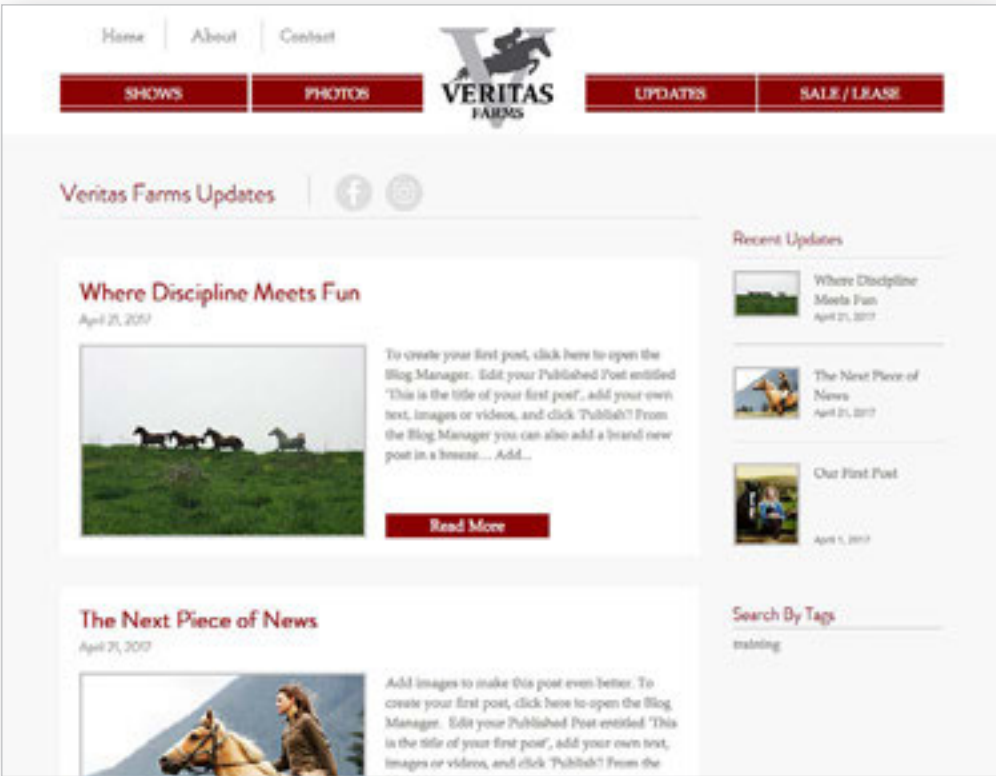 Home
About
Contact
SHOWS
PHOTOS
V
VERITAS
FARMS
UPDATES
SALE / LEASE
Veritas Farms Updates
Where Discipline Meets Fun
April 21, 2017
To create your first post, click here to open the
Blog Manager. Edit your Published Post entitled
'This is the title of your first post', add your own
text, images or videos, and click 'Publish'! From
the Blog Manager you can also add a brand new
post in a breeze... Add...
Read More
The Next Piece of News
April 21, 2017
Add images to make this post even better. To
create your first post, click here to open the Blog
Manager. Edit your Published Post entitled 'This
is the title of your first post', add your own text,
images or videos, and click 'Publish'! From the
Recent Updates
Where Discipline
Meets Fun
April 21, 2017
The Next Piece of
News
April 21, 2017
Our First Post
April 1, 2017
Search By Tags
training